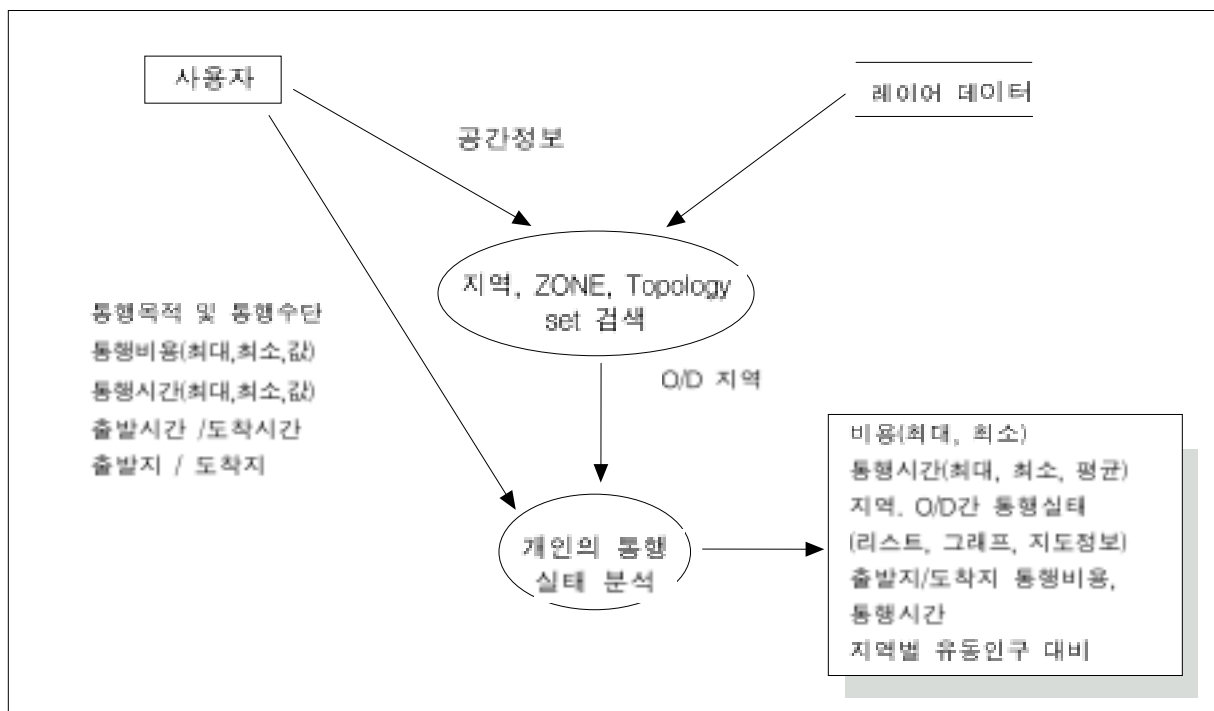 사용자
레이어 데이터
공간정보
지역, ZONE, Topology
set 검색
통행목적 및 통행수단
통행비용(최대,최소,값)
통행시간(최대,최소,값)
출발시간 /도착시간
출발지 / 도착지
O/D 지역
개인의 통행
실태 분석
비용(최대, 최소)
통행시간(최대, 최소, 평균)
지역, O/D간 통행실태
(리스트, 그래프, 지도정보)
출발지/도착지 통행비용,
통행시간
지역별 유동인구 대비